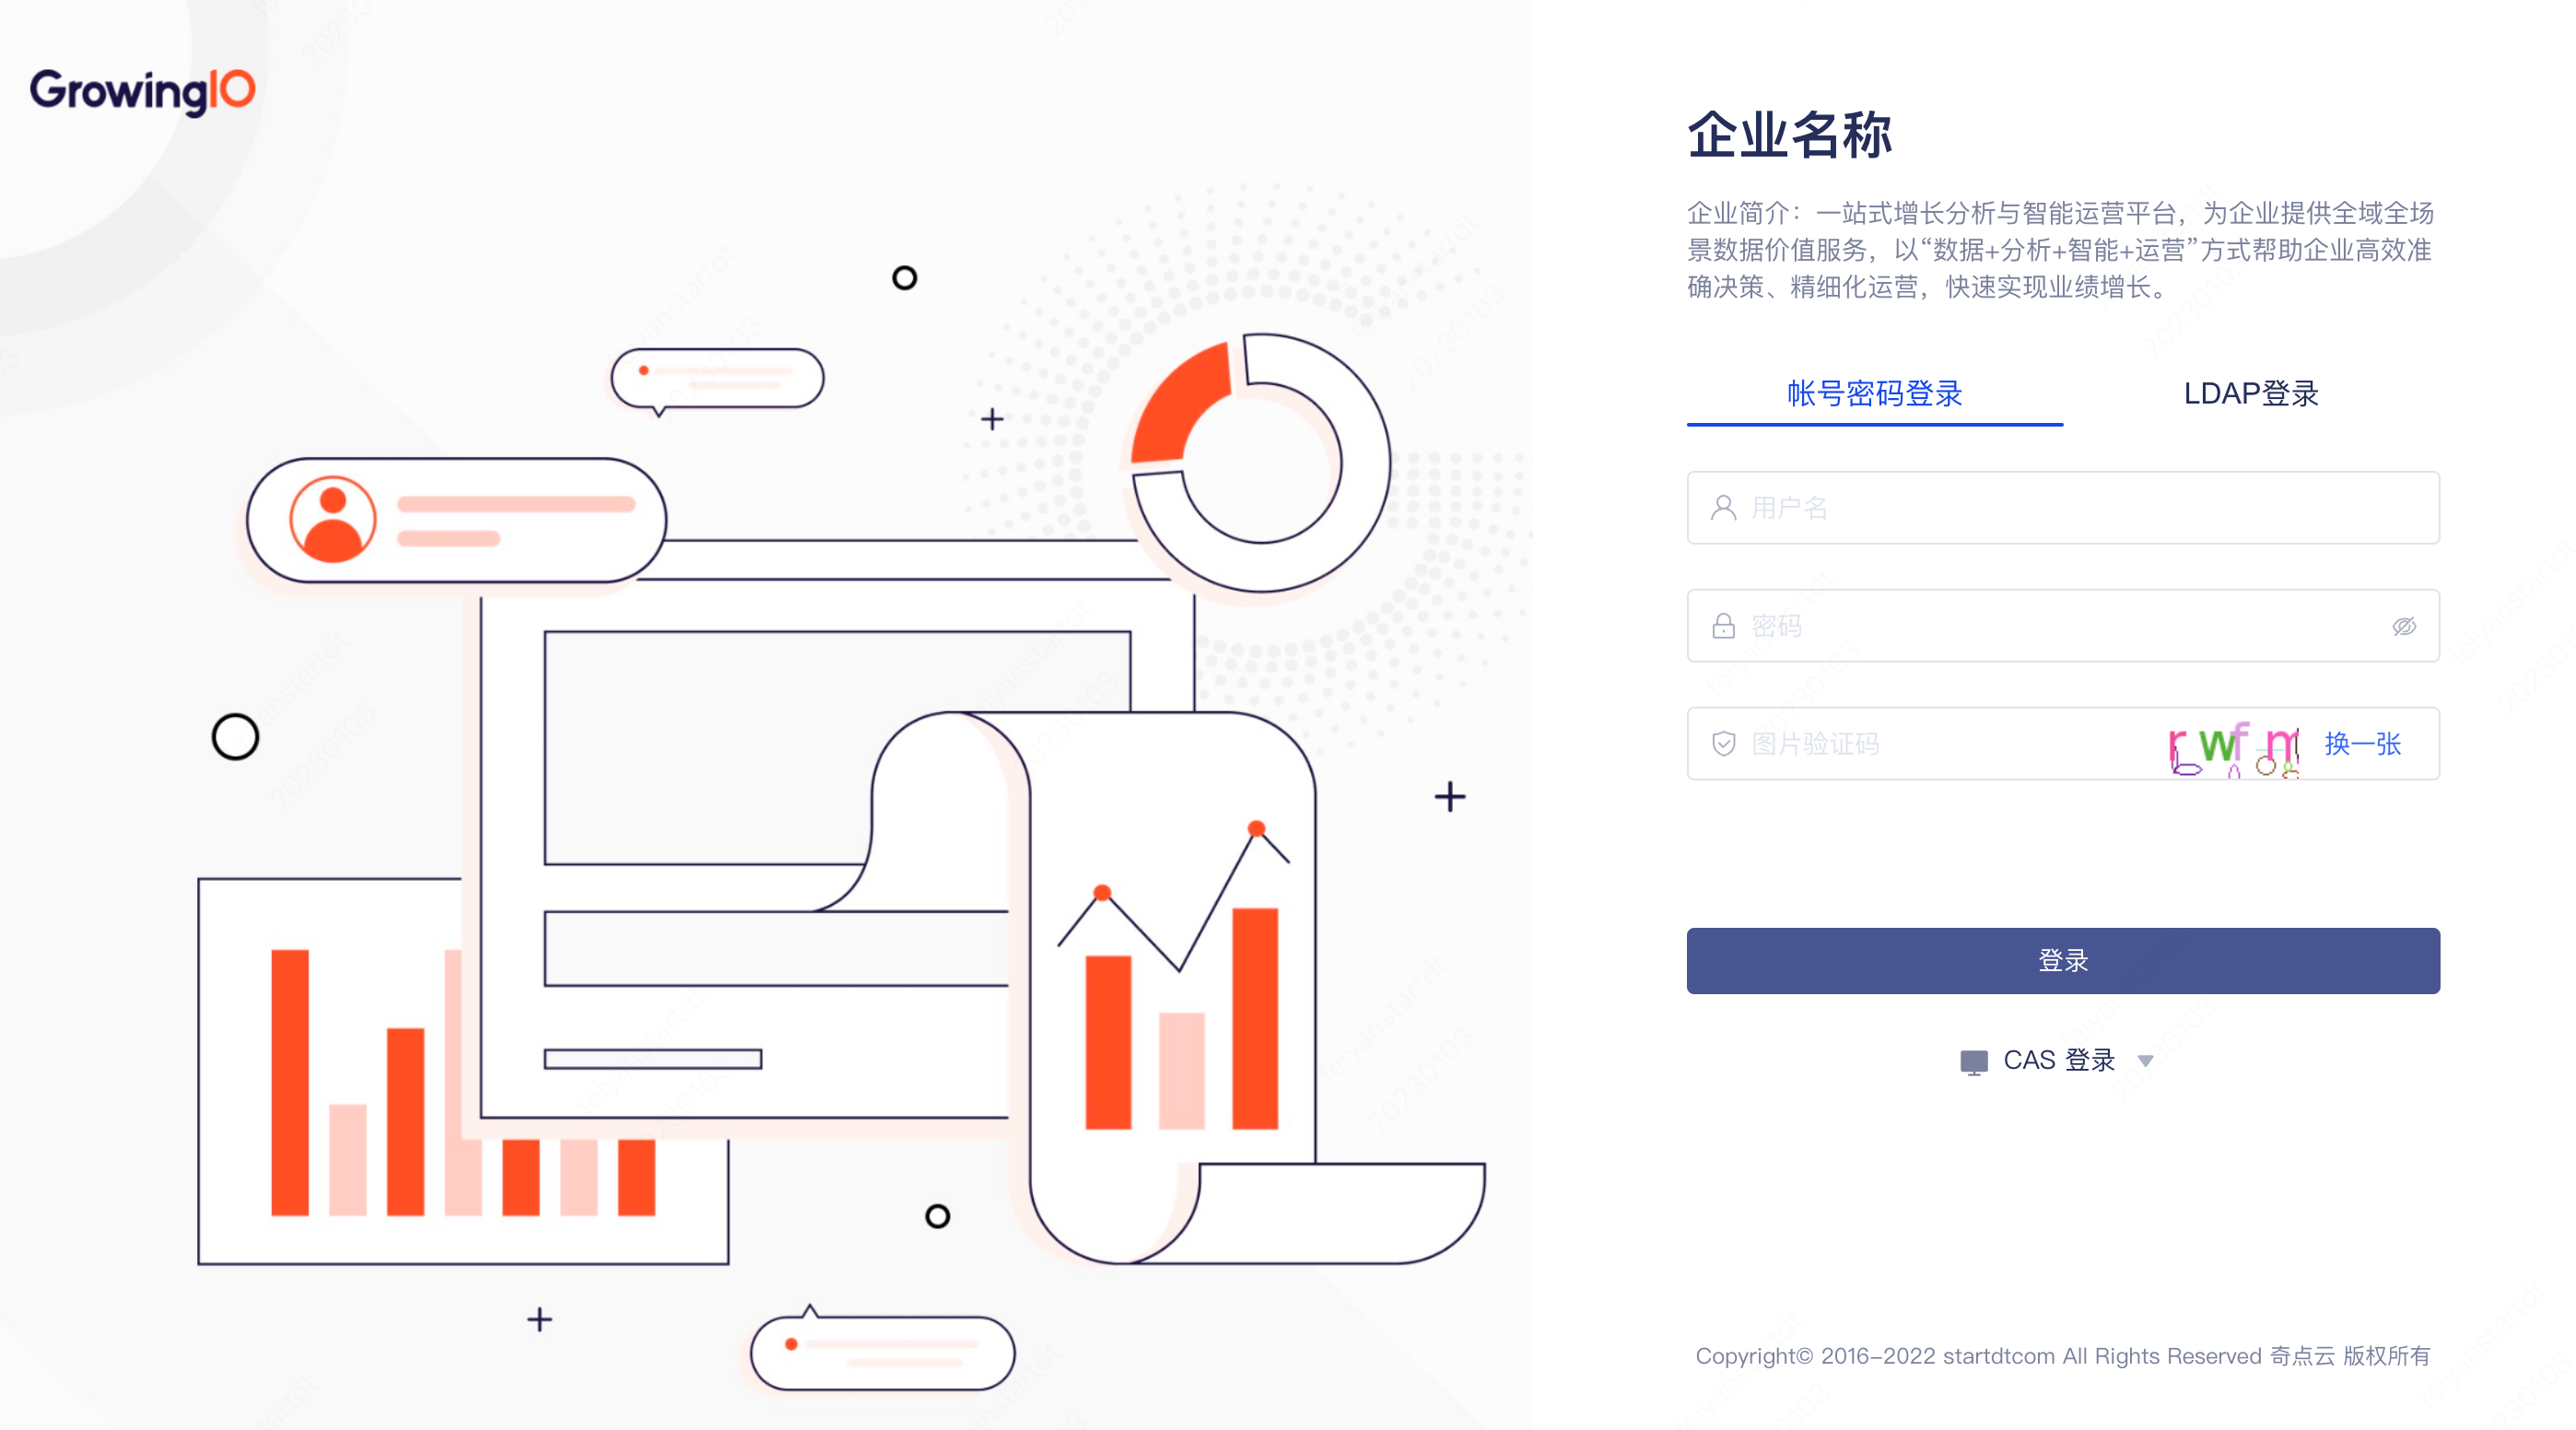 GrowingIO
企业名称
企业简介：一站式增长分析与智能运营平台，为企业提供全域全场
景数据价值服务，以“数据+分析+智能+运营”方式帮助企业高效准
确决策、精细化运营，快速实现业绩增长。
帐号密码登录
LDAP登录
用户名
密码
图片验证码
rwfm
换一张
登录
CAS 登录
Copyright© 2016-2022 startdtcom All Rights Reserved 奇点云 版权所有
feiyanstartdt
20230103